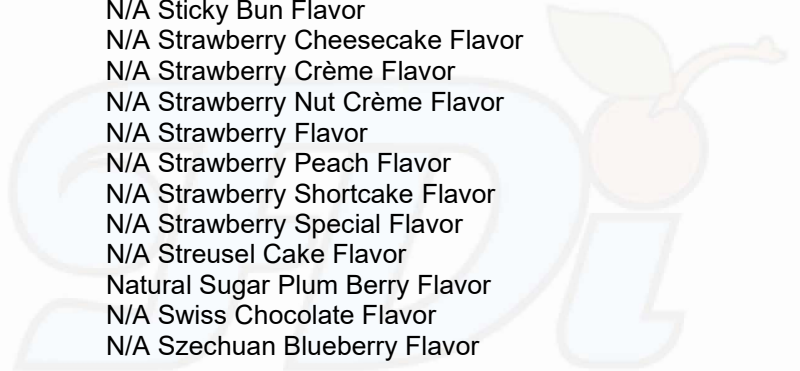 N/A Sticky Bun Flavor
N/A Strawberry Cheesecake Flavor
N/A Strawberry Crème Flavor
N/A Strawberry Nut Crème Flavor
N/A Strawberry Flavor
N/A Strawberry Peach Flavor
N/A Strawberry Shortcake Flavor
N/A Strawberry Special Flavor
N/A Streusel Cake Flavor
Natural Sugar Plum Berry Flavor
N/A Swiss Chocolate Flavor
N/A Szechuan Blueberry Flavor